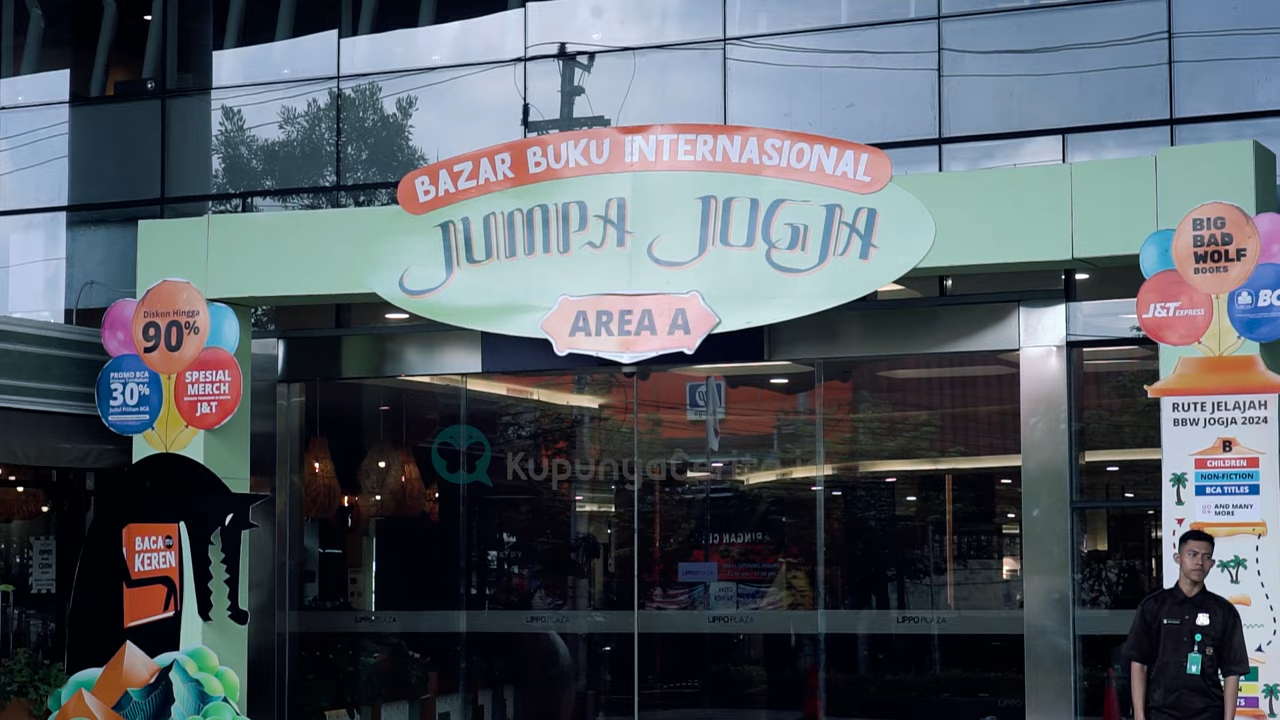 BAZAR BUKU INTERNASIONAL
JUMPA JOGJA
AREA A
Diskon Hingga
90%
PROMO BCA
30%
SPESIAL
MERCH
J&T
BACA
KEREN
BIG
BAD
WOLF
BOOKS
J&T EXPRESS
BC
RUTE JELAJAH
BBW JOGJA 2024
B
CHILDREN
NON-FICTION
BCA TITLES
AND MANY
MORE
KupunyaCerita
LIPPO PLAZA
LIPPO PLAZA
LIPPO PLAZA
LIPPO PLAZA